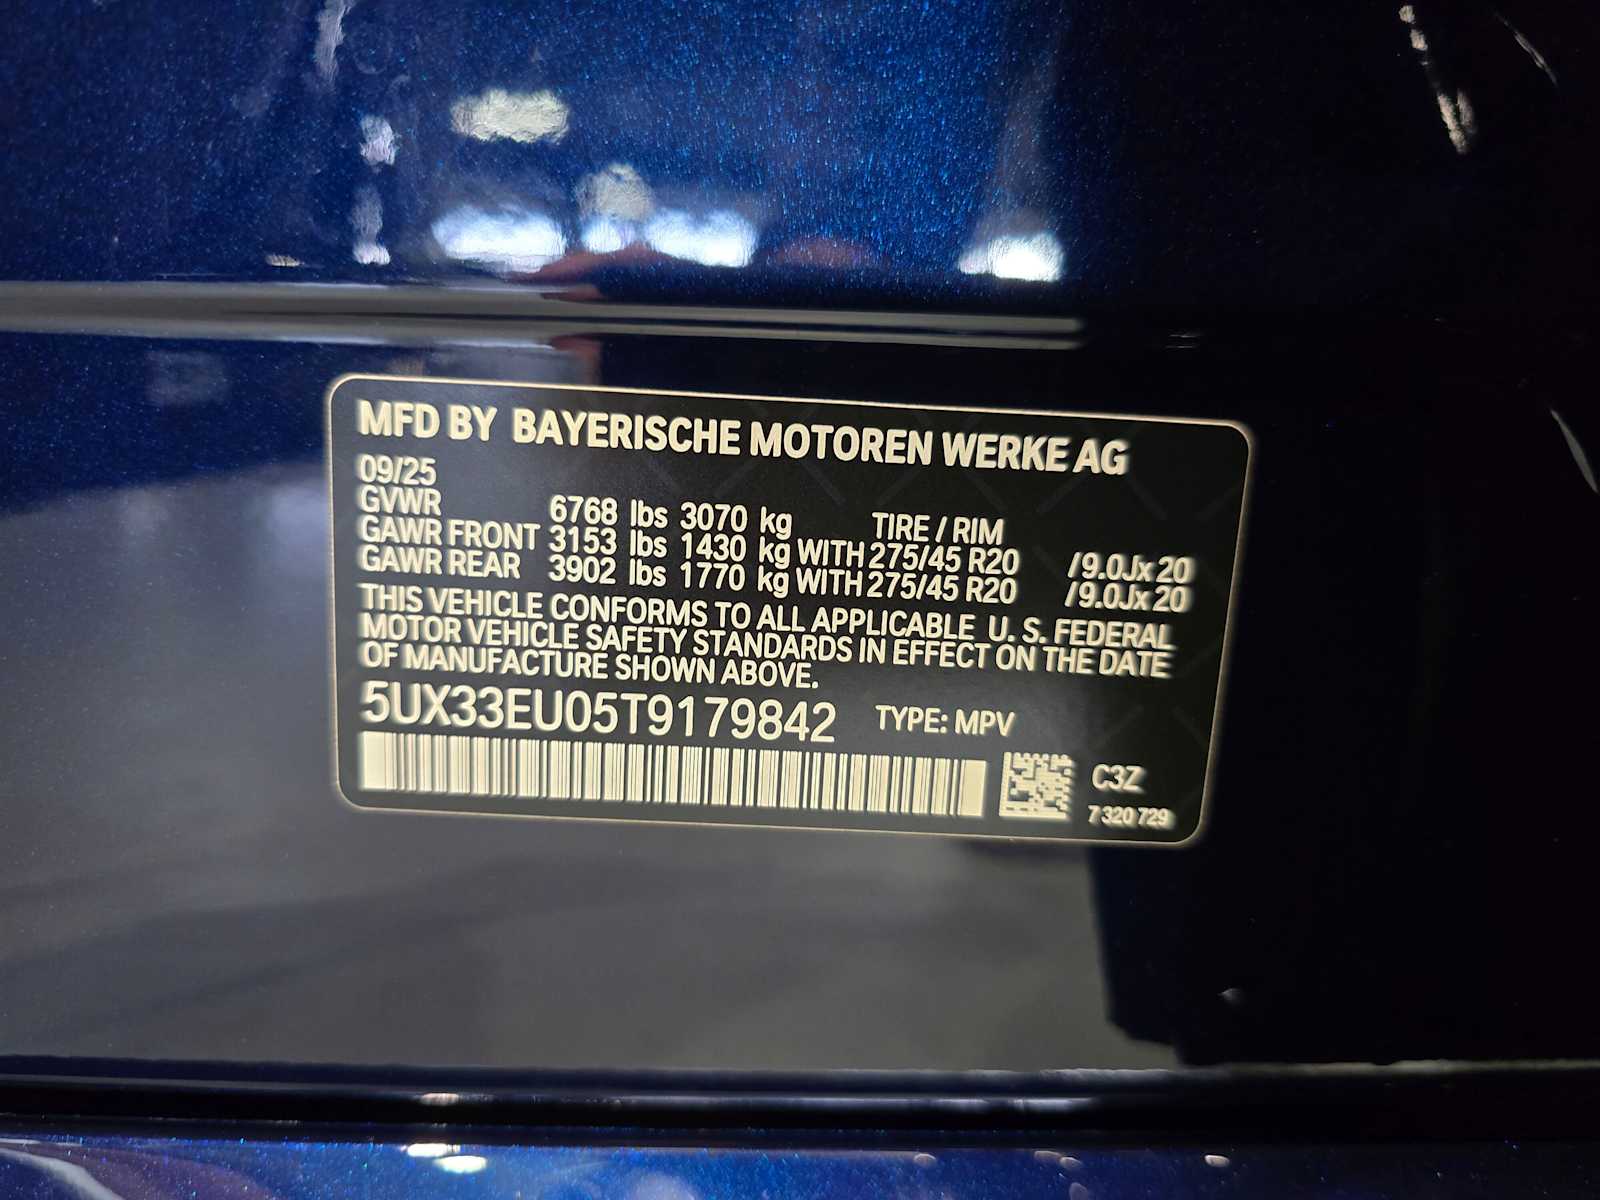 MFD BY BAYERISCHE MOTOREN WERKE AG
09/25
GVWR 6768 lbs 3070 kg TIRE / RIM
GAWR FRONT 3153 lbs 1430 kg WITH 275/45 R20 /9.0Jx20
GAWR REAR 3902 lbs 1770 kg WITH 275/45 R20 /9.0Jx20
THIS VEHICLE CONFORMS TO ALL APPLICABLE U. S. FEDERAL
MOTOR VEHICLE SAFETY STANDARDS IN EFFECT ON THE DATE
OF MANUFACTURE SHOWN ABOVE.
5UX33EU05T9179842 TYPE: MPV
C3Z
7 320 729